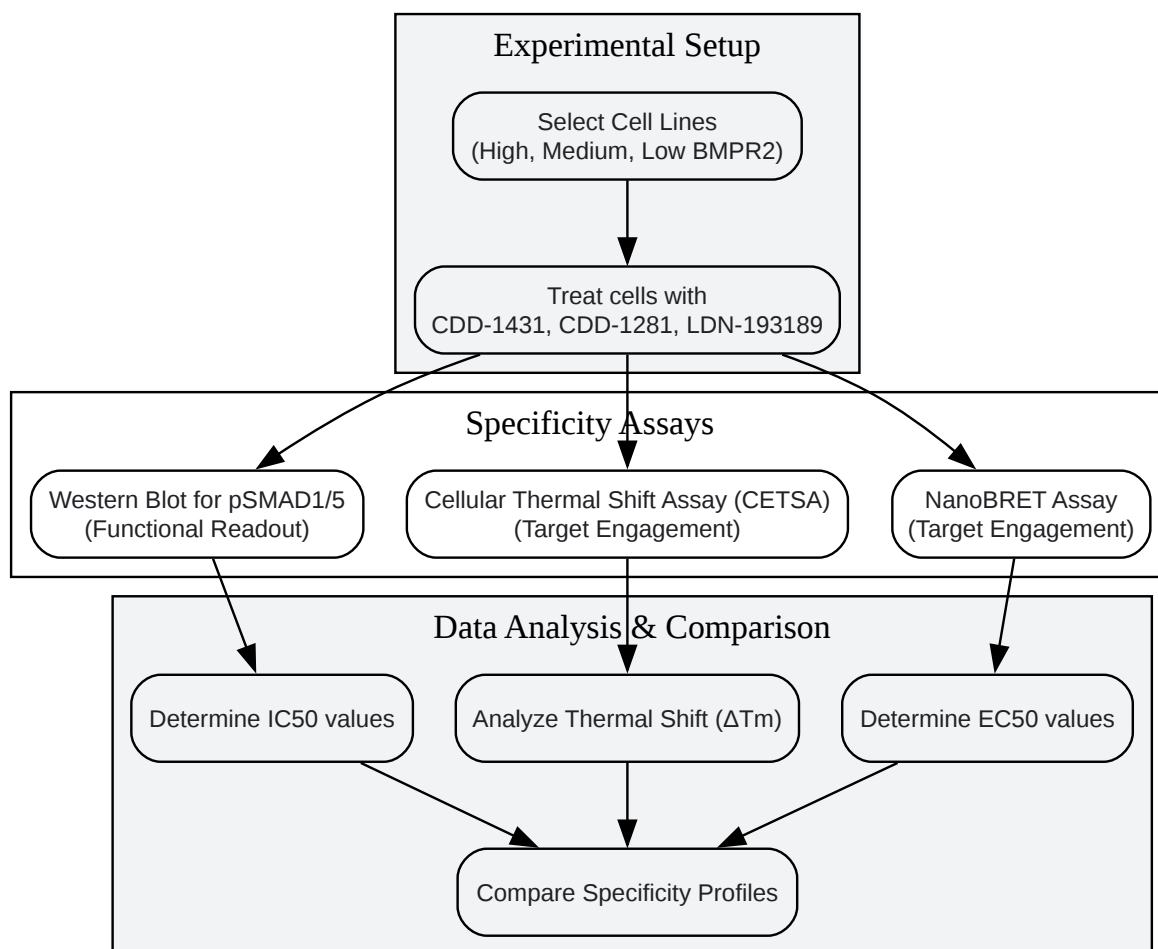 Experimental Setup
Select Cell Lines
(High, Medium, Low BMPR2)
Treat cells with
CDD-1431, CDD-1281, LDN-193189
Specificity Assays
Western Blot for pSMAD1/5
(Functional Readout)
Cellular Thermal Shift Assay (CETSA)
(Target Engagement)
NanoBRET Assay
(Target Engagement)
Data Analysis & Comparison
Determine IC50 values
Analyze Thermal Shift (ΔTm)
Determine EC50 values
Compare Specificity Profiles